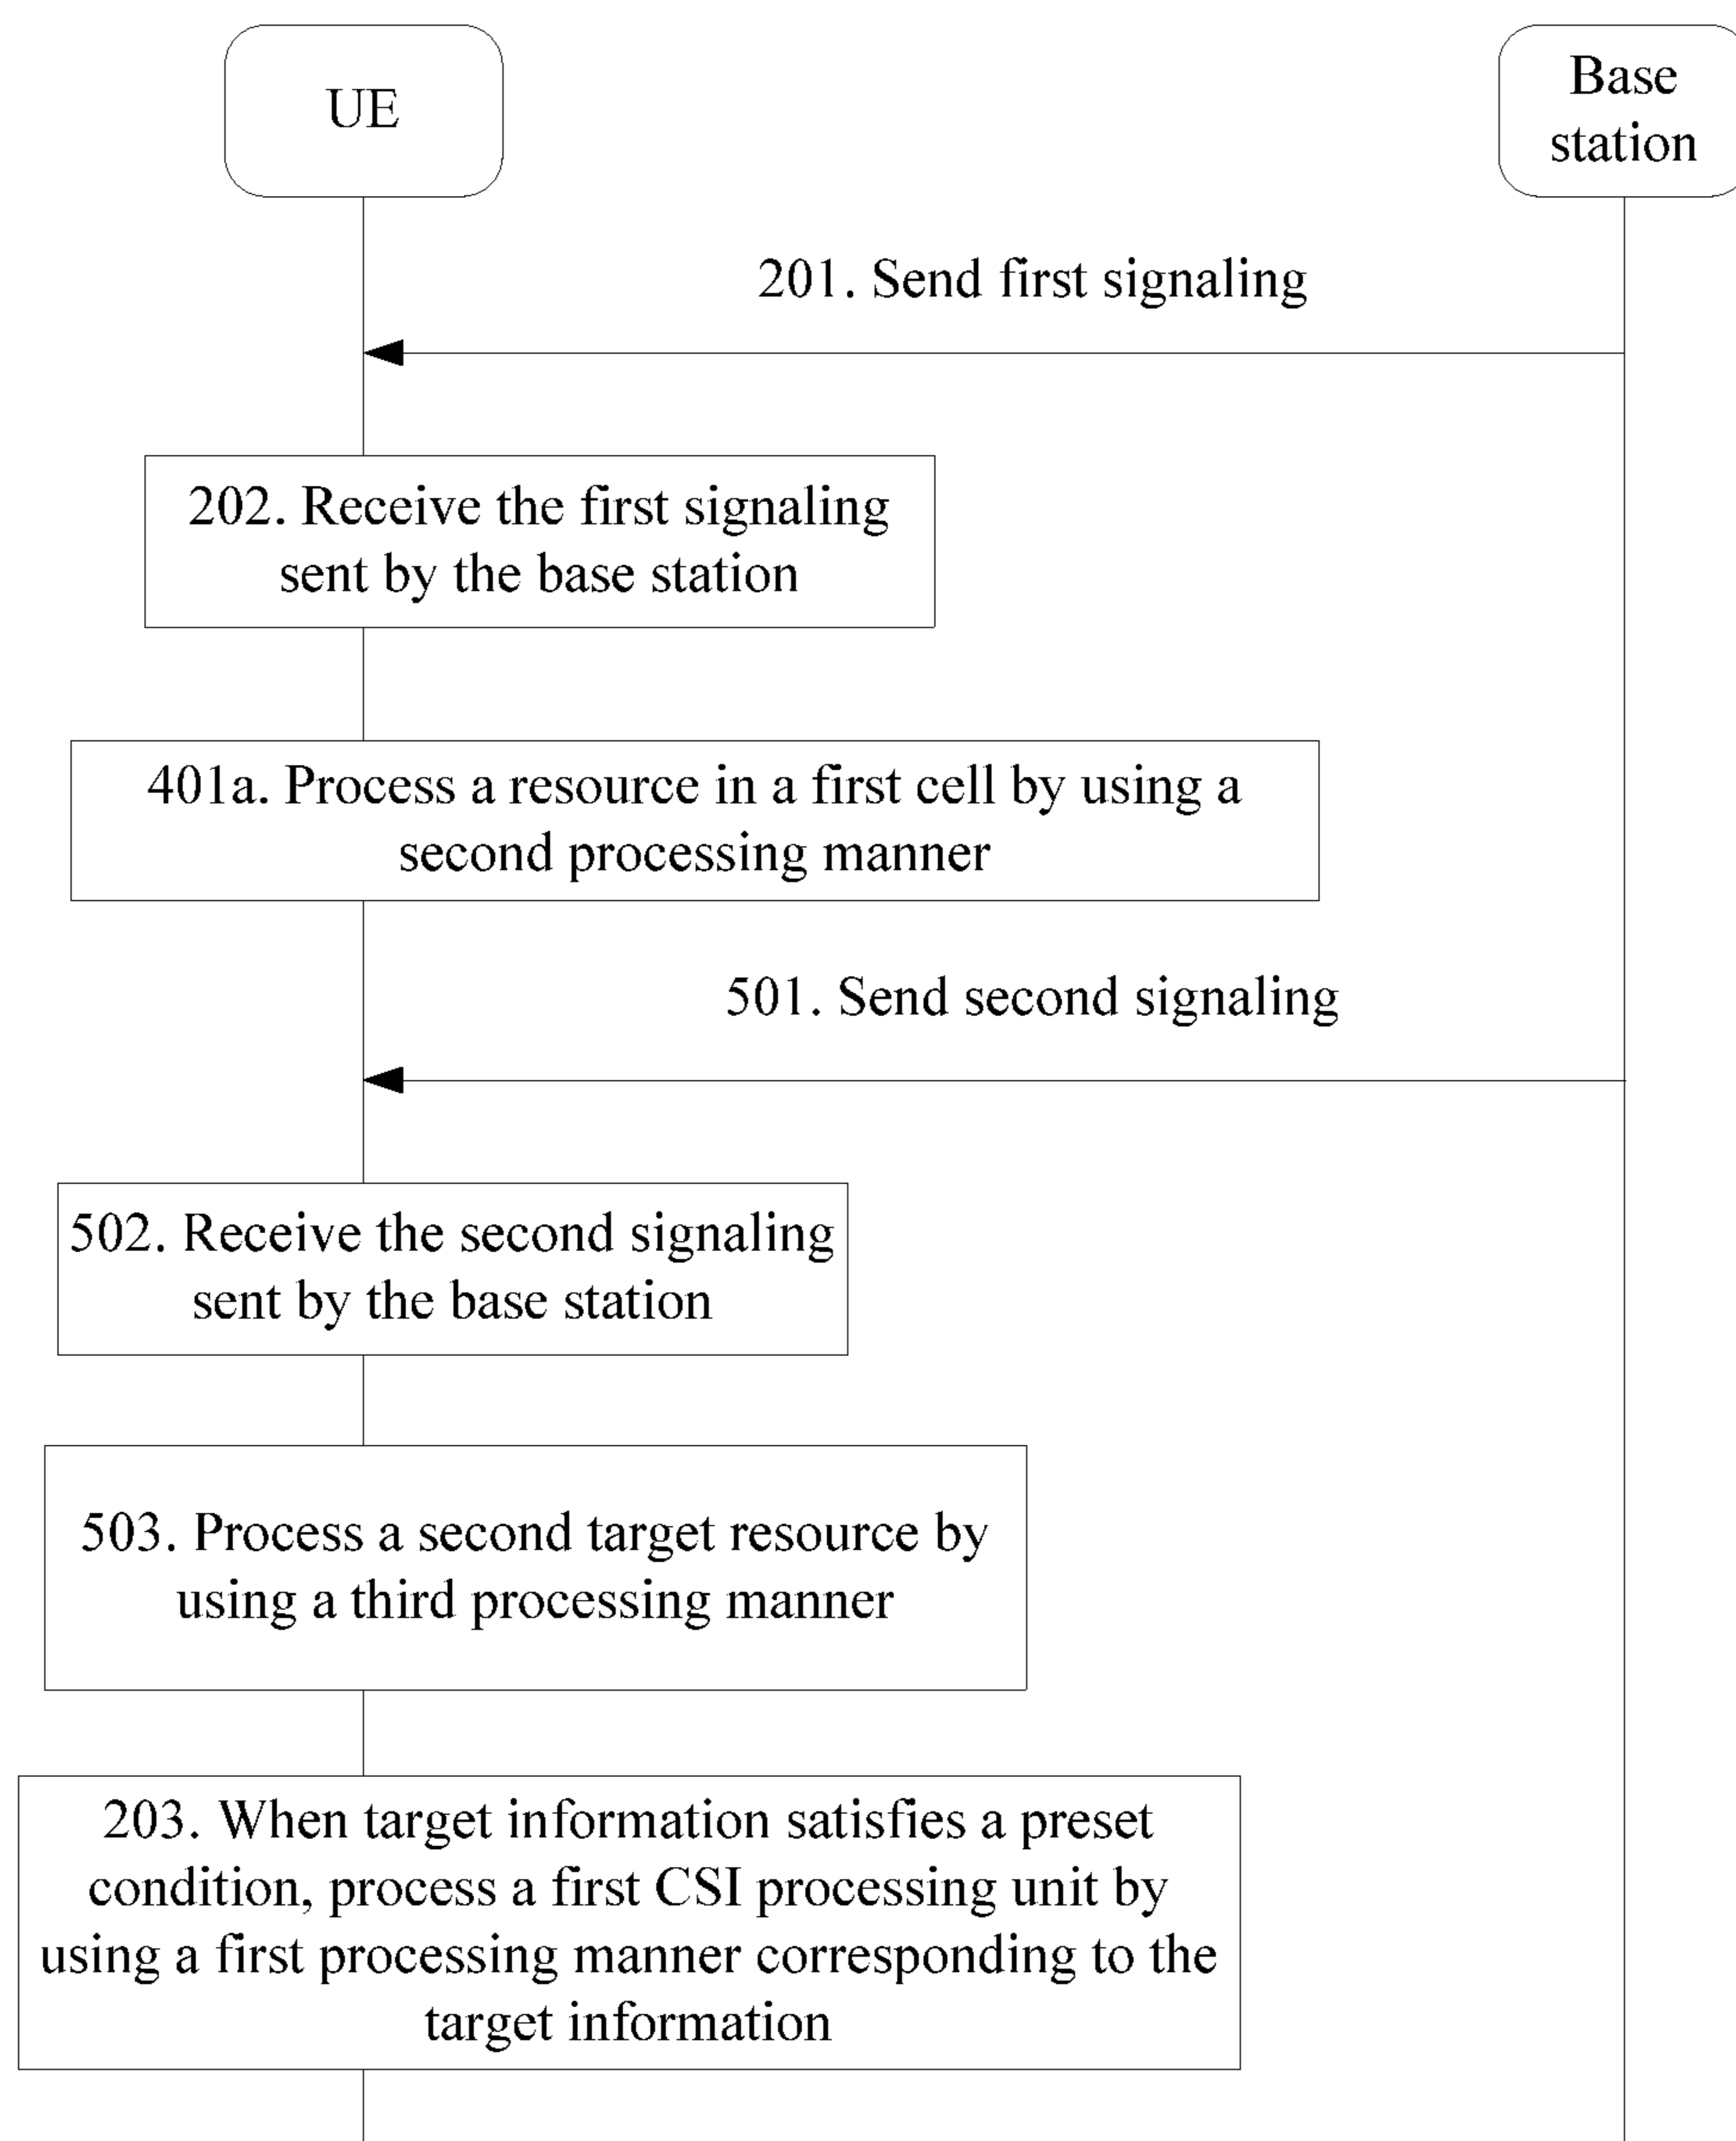 UE
Base
station
201. Send first signaling
202. Receive the first signaling
sent by the base station
401a. Process a resource in a first cell by using a
second processing manner
501. Send second signaling
502. Receive the second signaling
sent by the base station
503. Process a second target resource by
using a third processing manner
203. When target information satisfies a preset
condition, process a first CSI processing unit by
using a first processing manner corresponding to the
target information